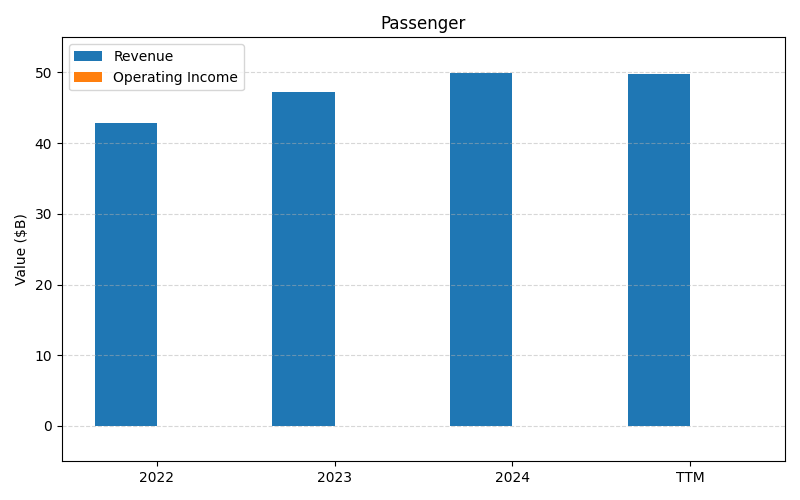 Passenger
Revenue
Operating Income
Value ($B)
50
40
30
20
10
0
2022 2023 2024 TTM